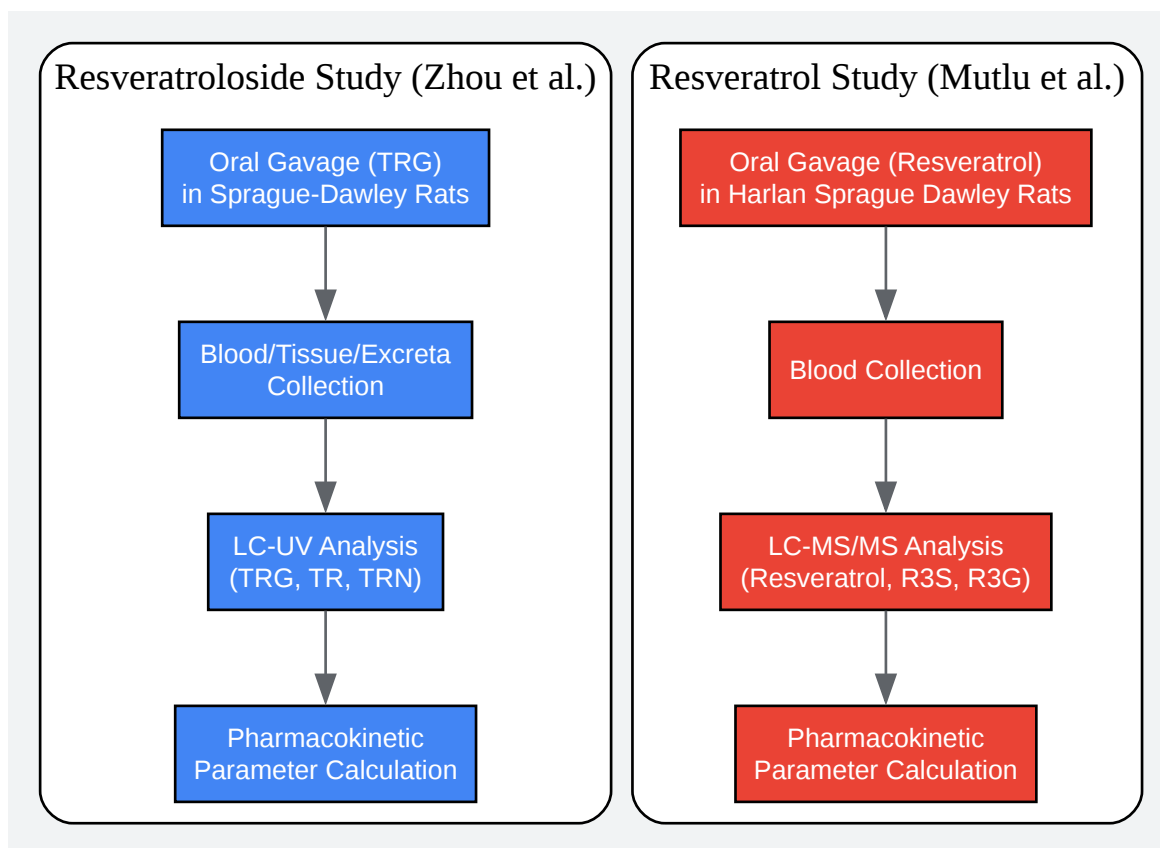 Resveratroloside Study (Zhou et al.)
Oral Gavage (TRG)
in Sprague-Dawley Rats
Blood/Tissue/Excreta
Collection
LC-UV Analysis
(TRG, TR, TRN)
Pharmacokinetic
Parameter Calculation
Resveratrol Study (Mutlu et al.)
Oral Gavage (Resveratrol)
in Harlan Sprague Dawley Rats
Blood Collection
LC-MS/MS Analysis
(Resveratrol, R3S, R3G)
Pharmacokinetic
Parameter Calculation